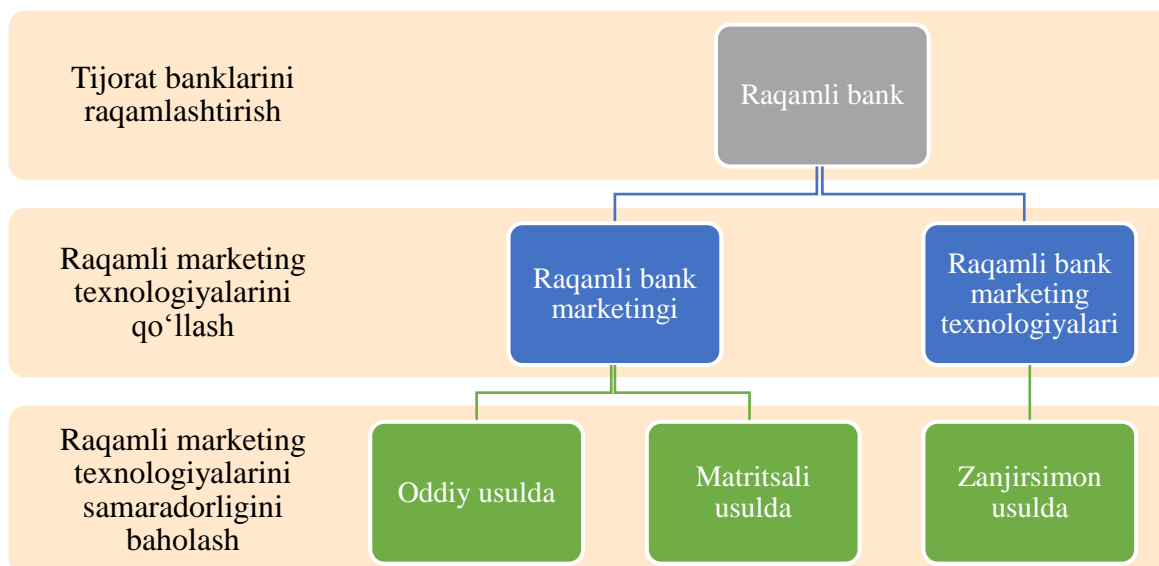 Tijorat banklarini
raqamlashtirish
Raqamli bank
Raqamli marketing
texnologiyalarini
qo‘llash
Raqamli bank
marketingi
Raqamli bank
marketing
texnologiyalari
Raqamli marketing
texnologiyalarini
samaradorligini
baholash
Oddiy usulda
Matritsali
usulda
Zanjirsimon
usulda